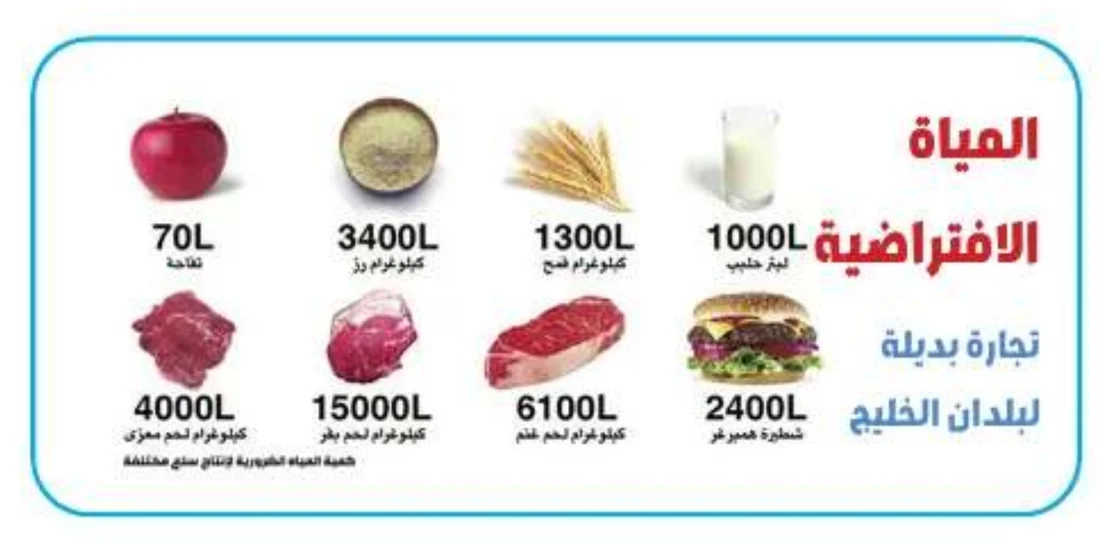 المياة
الافتراضية
تجارة بديلة
لبلدان الخليج
1000L
ليتر حليب
1300L
كيلوغرام قمح
3400L
كيلوغرام رز
70L
تفاحة
2400L
شطيرة همبرغر
6100L
كيلوغرام لحم غنم
15000L
كيلوغرام لحم بقر
4000L
كيلوغرام لحم معزى
كمية المياه الضرورية لإنتاج سلع مختلفة